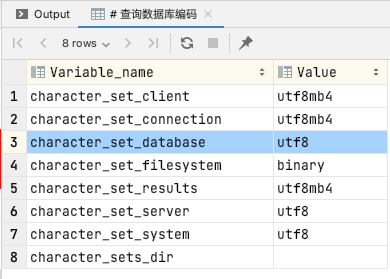 Output # 查询数据库编码
8 rows
Variable_name Value
1 character_set_client utf8mb4
2 character_set_connection utf8mb4
3 character_set_database utf8
4 character_set_filesystem binary
5 character_set_results utf8mb4
6 character_set_server utf8
7 character_set_system utf8
8 character_sets_dir